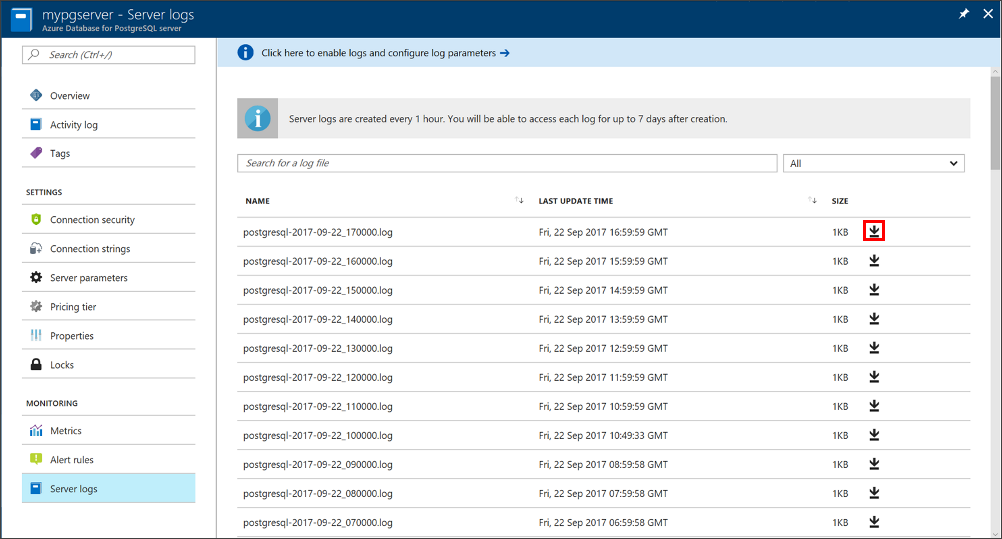 mypgserver - Server logs
Azure Database for PostgreSQL server
Search (Ctrl+/)
Overview
Activity log
Tags
SETTINGS
Connection security
Connection strings
Server parameters
Pricing tier
Properties
Locks
MONITORING
Metrics
Alert rules
Server logs
Click here to enable logs and configure log parameters →
Server logs are created every 1 hour. You will be able to access each log for up to 7 days after creation.
Search for a log file All
NAME ↑↓ LAST UPDATE TIME ↑↓ SIZE
postgresql-2017-09-22_170000.log Fri, 22 Sep 2017 16:59:59 GMT 1KB
postgresql-2017-09-22_160000.log Fri, 22 Sep 2017 15:59:59 GMT 1KB
postgresql-2017-09-22_150000.log Fri, 22 Sep 2017 14:59:59 GMT 1KB
postgresql-2017-09-22_140000.log Fri, 22 Sep 2017 13:59:59 GMT 1KB
postgresql-2017-09-22_130000.log Fri, 22 Sep 2017 12:59:59 GMT 1KB
postgresql-2017-09-22_120000.log Fri, 22 Sep 2017 11:59:59 GMT 1KB
postgresql-2017-09-22_110000.log Fri, 22 Sep 2017 10:59:59 GMT 1KB
postgresql-2017-09-22_100000.log Fri, 22 Sep 2017 10:49:33 GMT 1KB
postgresql-2017-09-22_090000.log Fri, 22 Sep 2017 08:59:58 GMT 1KB
postgresql-2017-09-22_080000.log Fri, 22 Sep 2017 07:59:58 GMT 1KB
postgresql-2017-09-22_070000.log Fri, 22 Sep 2017 06:59:58 GMT 1KB